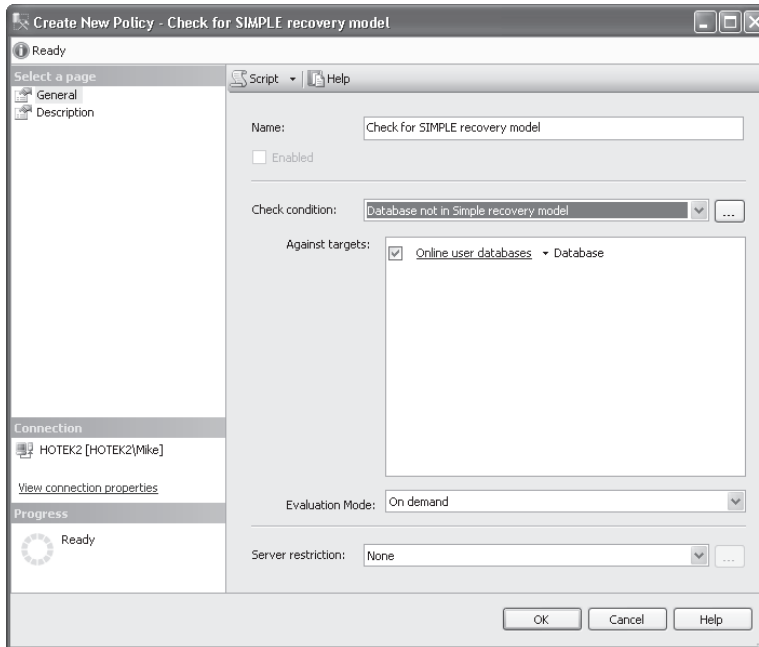 Create New Policy - Check for SIMPLE recovery model
Ready
Select a page
General
Description
Script
Help
Name:
Check for SIMPLE recovery model
Enabled
Check condition:
Database not in Simple recovery model
...
Against targets:
Online user databases
Database
Connection
HOTEK2 [HOTEK2\Mike]
View connection properties
Progress
Ready
Evaluation Mode:
On demand
Server restriction:
None
...
OK
Cancel
Help